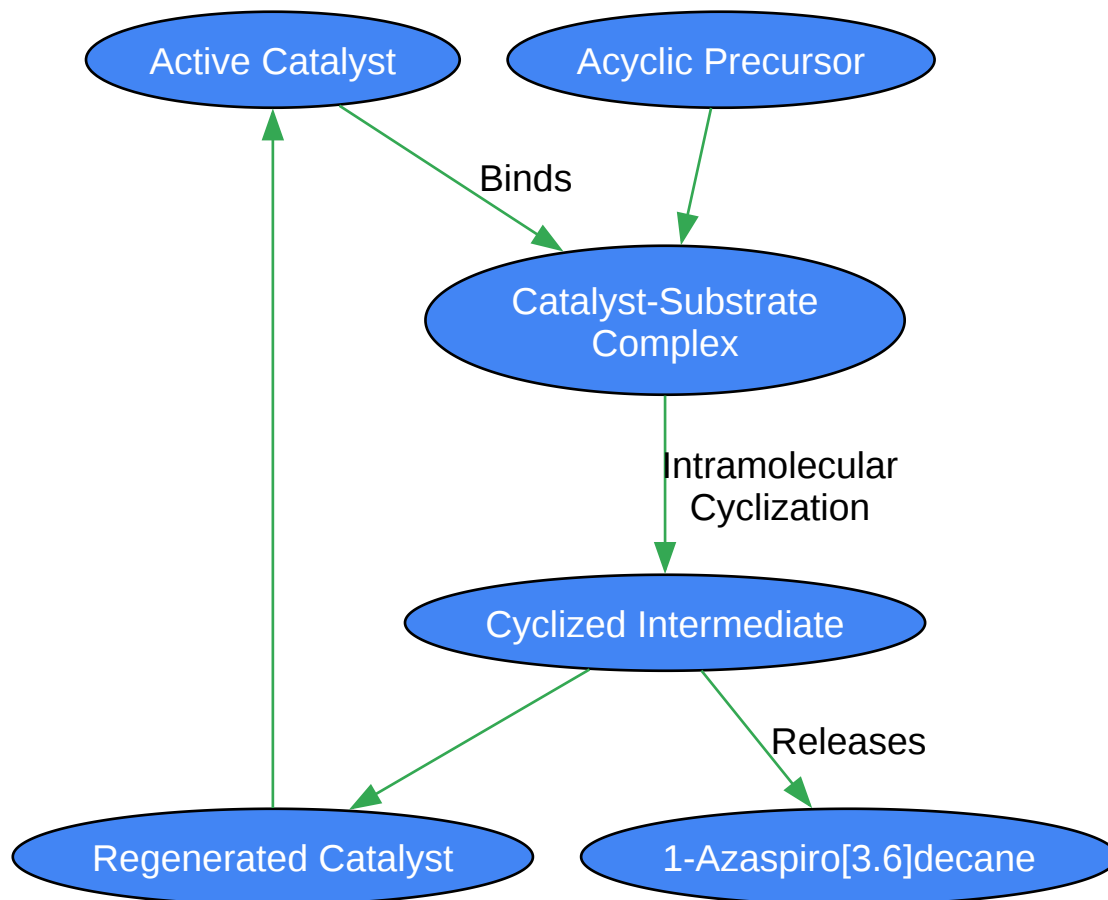 Active Catalyst
Acyclic Precursor
Binds
Catalyst-Substrate
Complex
Intramolecular
Cyclization
Cyclized Intermediate
Releases
Regenerated Catalyst
1-Azaspiro[3.6]decane